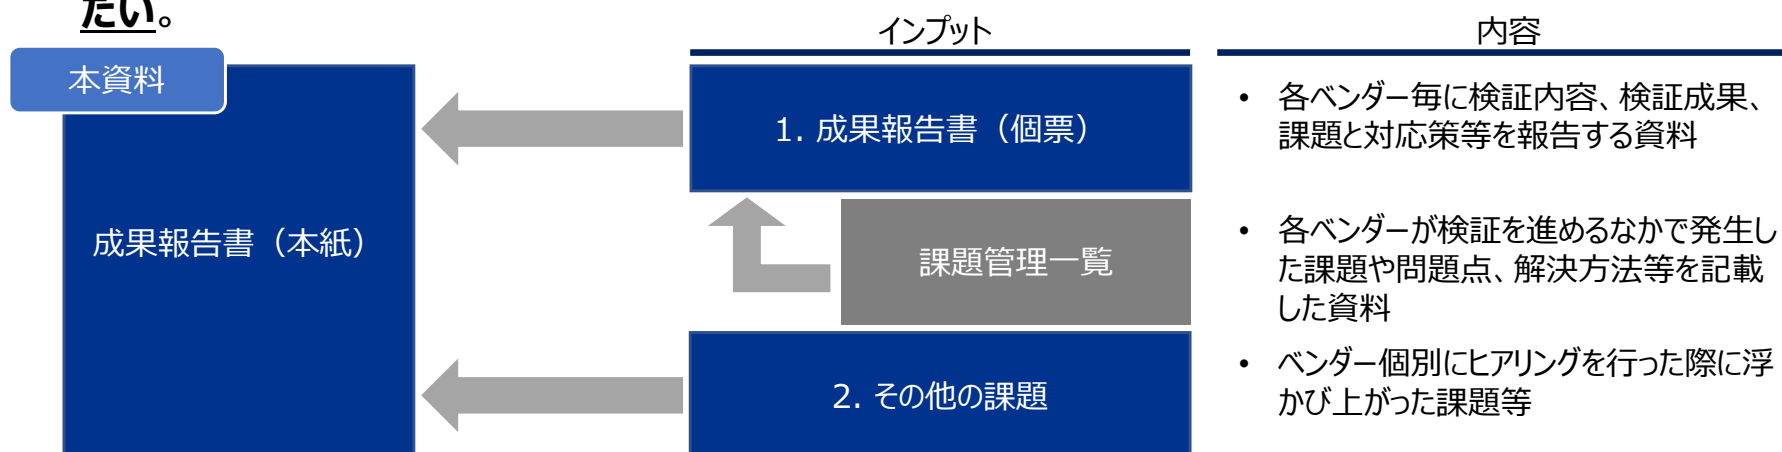 たい。
インプット
内容
本資料
成果報告書（本紙）
1. 成果報告書（個票）
• 各ベンダー毎に検証内容、検証成果、
課題と対応策等を報告する資料
課題管理一覧
• 各ベンダーが検証を進めるなかで発生し
た課題や問題点、解決方法等を記載
した資料
2. その他の課題
• ベンダー個別にヒアリングを行った際に浮
かび上がった課題等